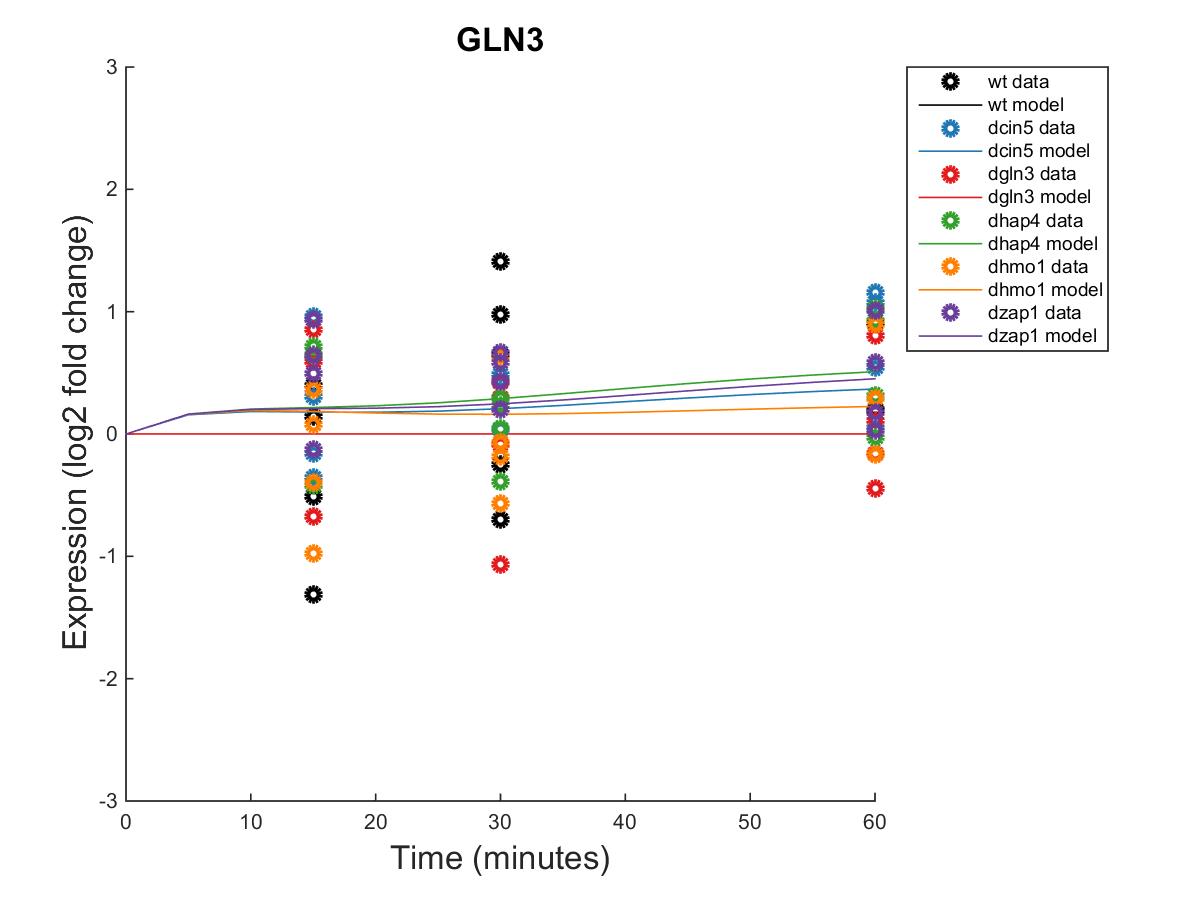 GLN3
3
2
1
0
-1
-2
-3
Expression (log2 fold change)
0
10
20
30
40
50
60
Time (minutes)
wt data
wt model
dcin5 data
dcin5 model
dgln3 data
dgln3 model
dhap4 data
dhap4 model
dhmo1 data
dhmo1 model
dzap1 data
dzap1 model